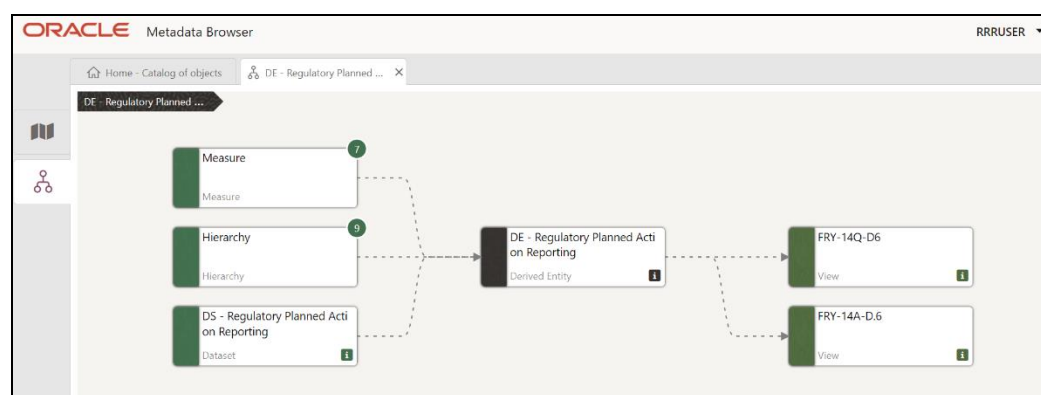 ORACLE Metadata Browser
RRRUSER
Home - Catalog of objects
DE - Regulatory Planned ...
DE - Regulatory Planned ...
7
Measure
Measure
9
Hierarchy
Hierarchy
DS - Regulatory Planned Acti
on Reporting
Dataset
i
DE - Regulatory Planned Acti
on Reporting
Derived Entity
i
FRY-14Q-D6
View
i
FRY-14A-D.6
View
i